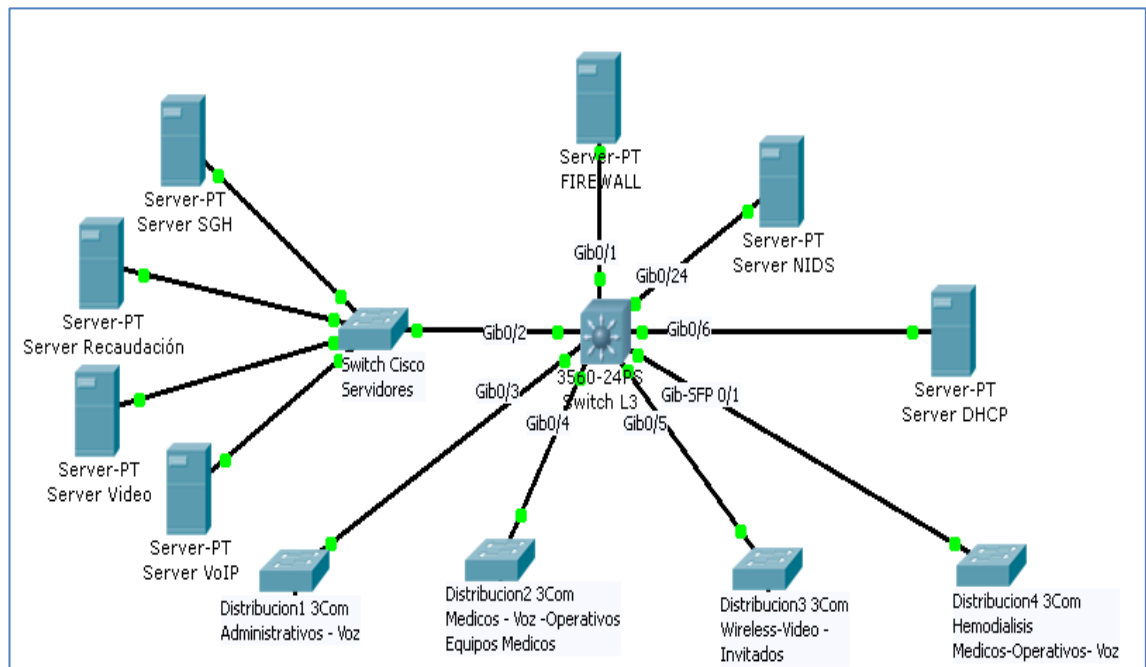 Server-PT
FIREWALL
Server-PT
Server SGH
Server-PT
Server NIDS
Gib0/1
Gib0/24
Server-PT
Server Recaudación
Gib0/2
Gib0/6
Switch Cisco
Servidores
3560-24PS
Switch L3
Server-PT
Server DHCP
Gib0/3
Gib0/4
Gib0/5
Gib-SFP 0/1
Server-PT
Server Video
Server-PT
Server VoIP
Distribucion1 3Com
Administrativos - Voz
Distribucion2 3Com
Medicos - Voz -Operativos
Equipos Medicos
Distribucion3 3Com
Wireless-Video -
Invitados
Distribucion4 3Com
Hemodialisis
Medicos-Operativos- Voz